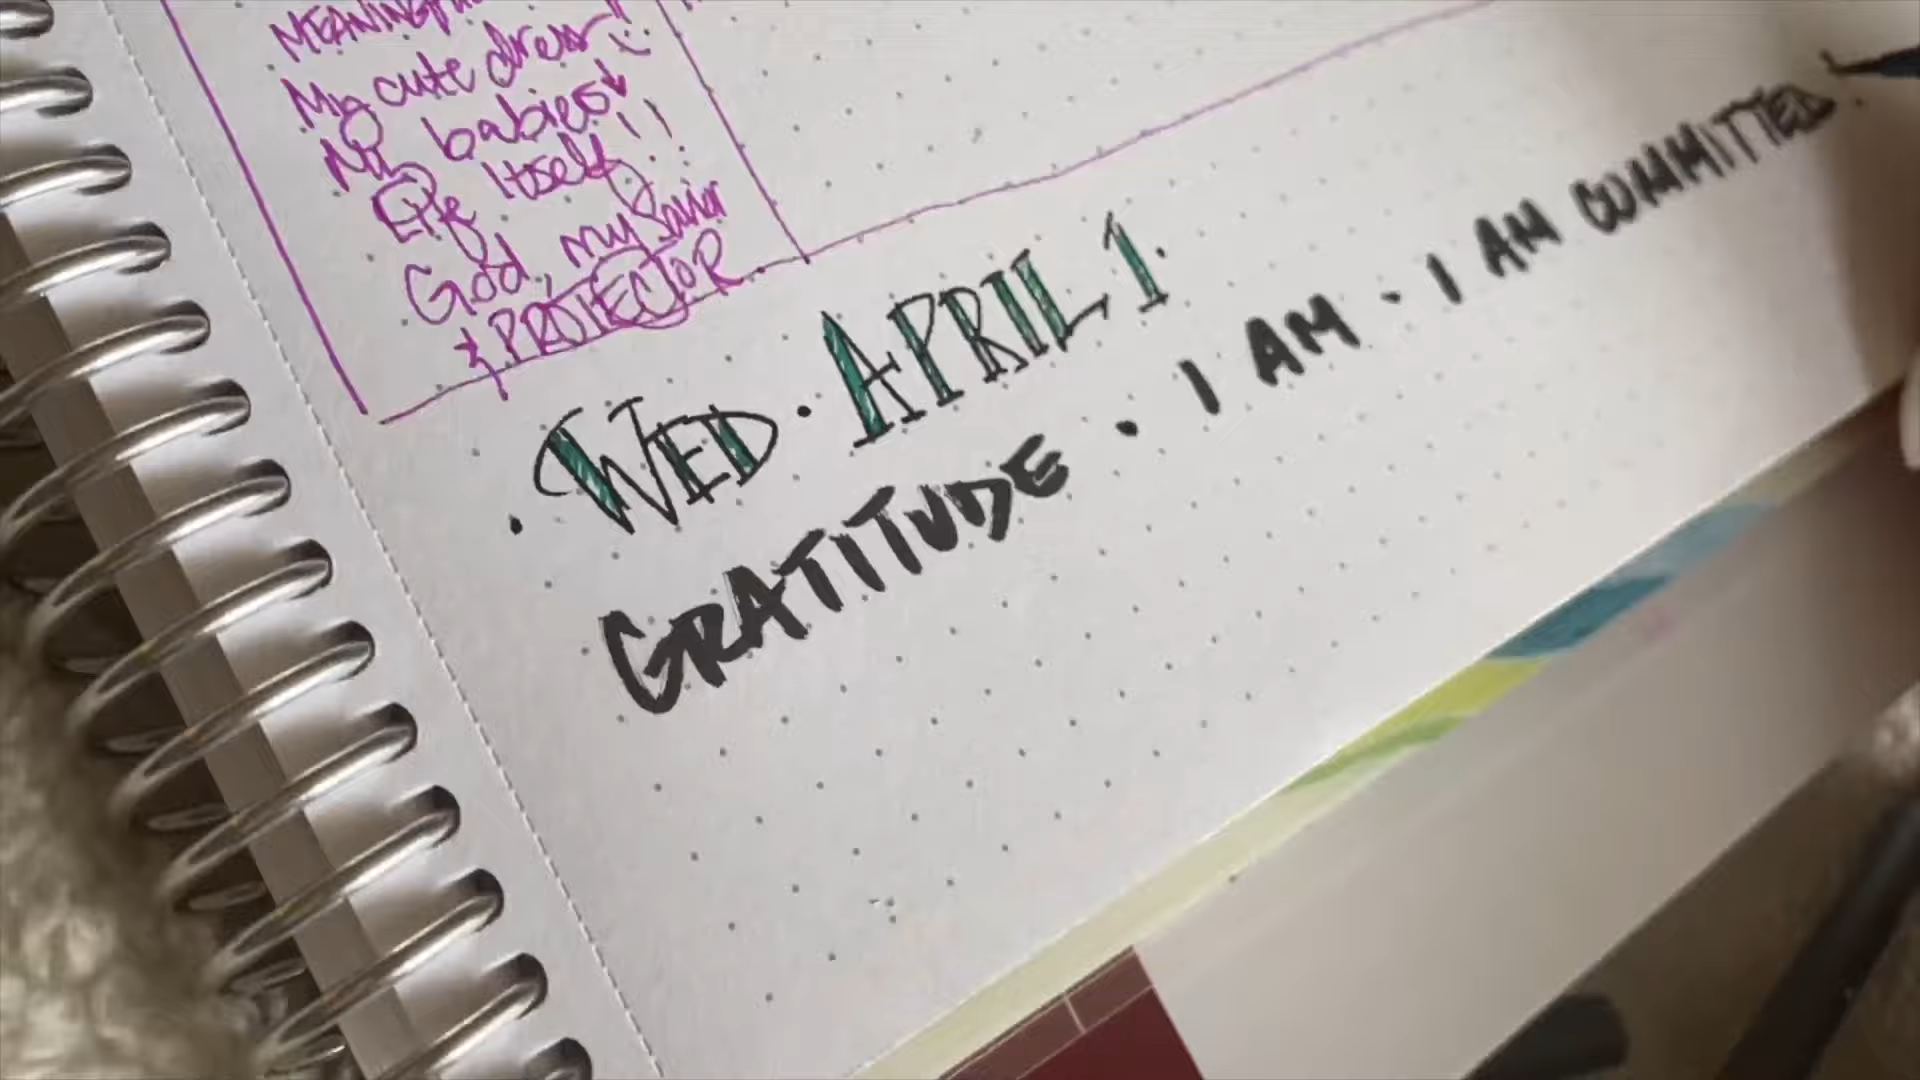 My cute dress
My babies
Life itself!!
God, my Savior
& PROTECTOR
· WED · APRIL 1 ·
GRATITUDE · I AM · I AM COMMITTED ·